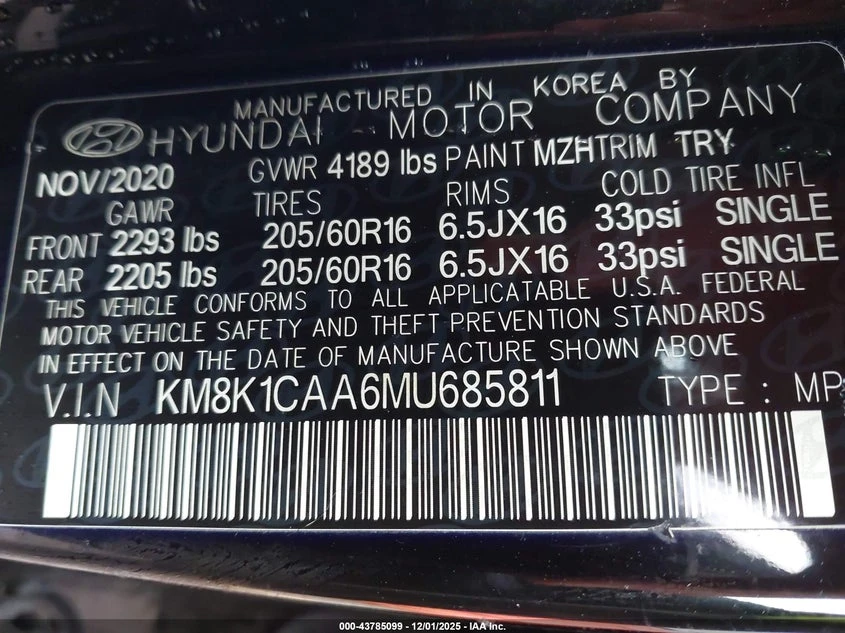 MANUFACTURED IN KOREA BY
HYUNDAI MOTOR COMPANY
NOV/2020 GVWR 4189 lbs PAINT MZH TRIM TRY
GAWR TIRES RIMS COLD TIRE INFL
FRONT 2293 lbs 205/60R16 6.5JX16 33psi SINGLE
REAR 2205 lbs 205/60R16 6.5JX16 33psi SINGLE
THIS VEHICLE CONFORMS TO ALL APPLICATABLE U.S.A. FEDERAL
MOTOR VEHICLE SAFETY AND THEFT PREVENTION STANDARDS
IN EFFECT ON THE DATE OF MANUFACTURE SHOWN ABOVE
V.I.N KM8K1CAA6MU685811 TYPE : MP
000-43785099 - 12/01/2025 - IAA Inc.